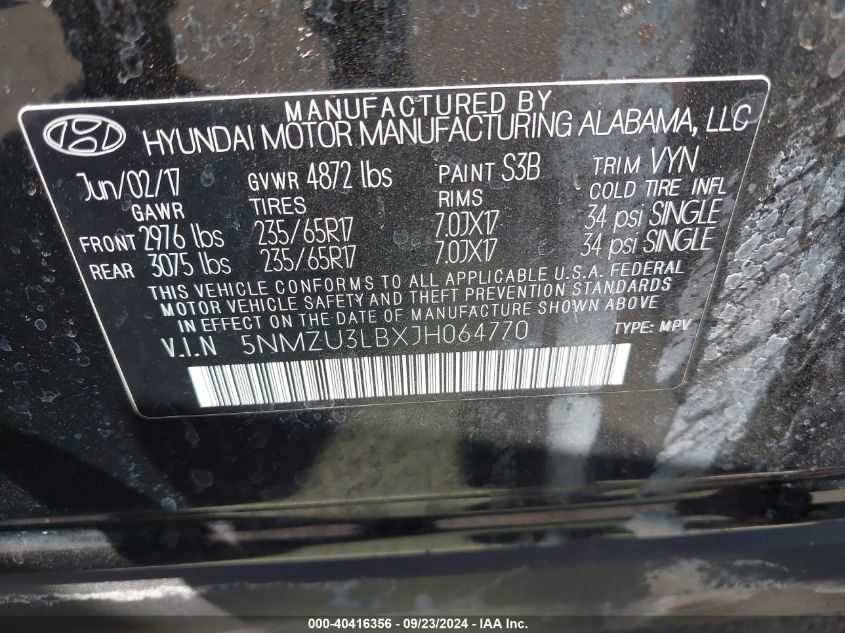 MANUFACTURED BY
HYUNDAI MOTOR MANUFACTURING ALABAMA, LLC
Jun/02/17 GVWR 4872 lbs PAINT S3B TRIM VYN
GAWR TIRES RIMS COLD TIRE INFL
FRONT 2976 lbs 235/65R17 7.0JX17 34 psi SINGLE
REAR 3075 lbs 235/65R17 7.0JX17 34 psi SINGLE
THIS VEHICLE CONFORMS TO ALL APPLICABLE U.S.A. FEDERAL
MOTOR VEHICLE SAFETY AND THEFT PREVENTION STANDARDS
IN EFFECT ON THE DATE OF MANUFACTURE SHOWN ABOVE
V.I.N 5NMZU3LBXJH064770 TYPE: MPV
000-40416356 - 09/23/2024 - IAA Inc.